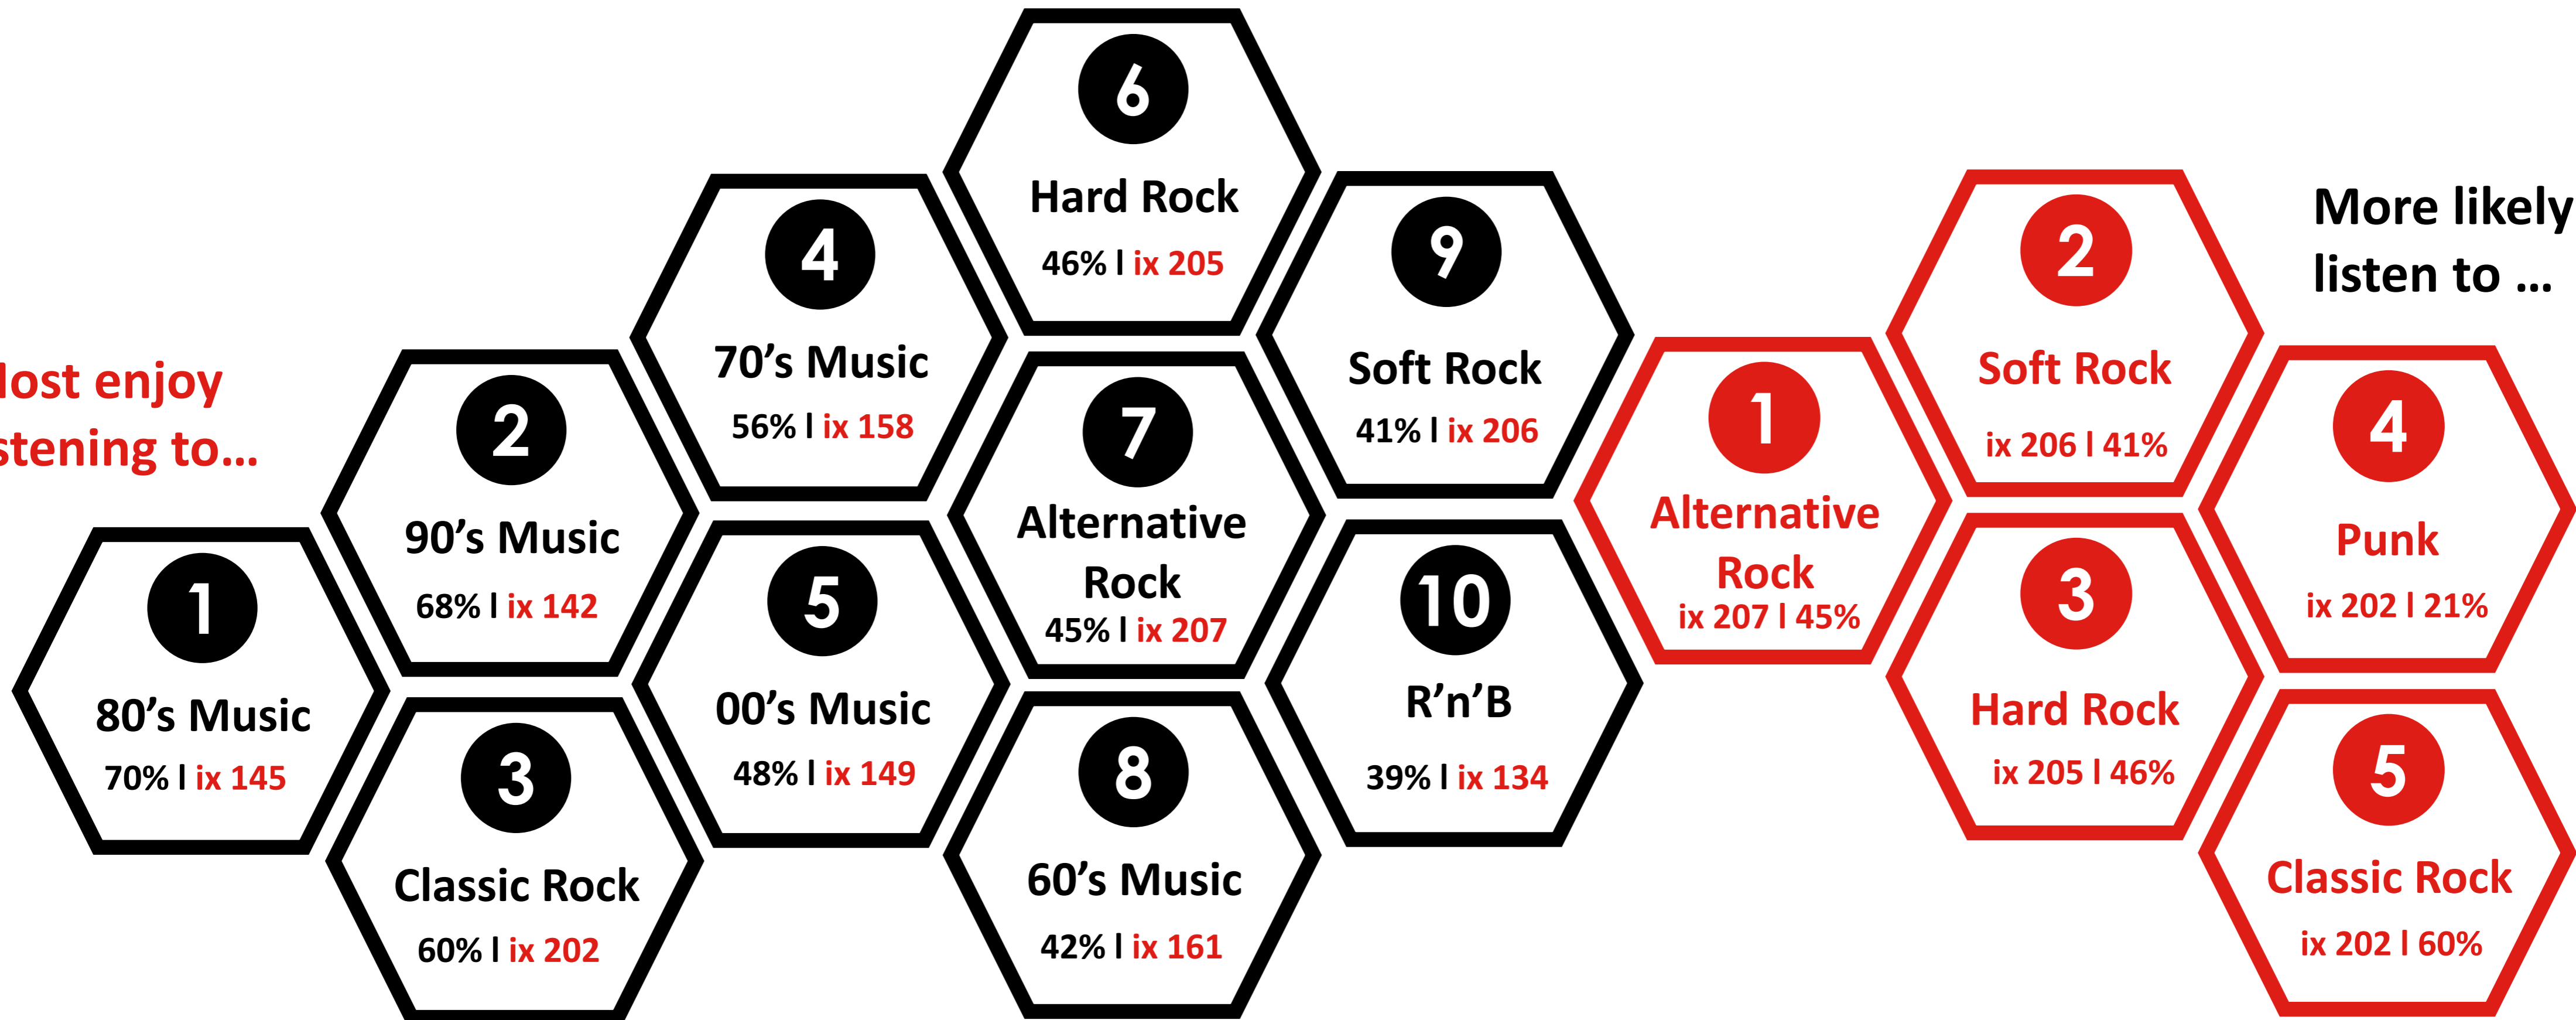 ost enjoy
stening to...
1
80's Music
70% l ix 145
2
90's Music
68% l ix 142
3
Classic Rock
60% l ix 202
4
70's Music
56% l ix 158
5
00's Music
48% l ix 149
6
Hard Rock
46% l ix 205
7
Alternative
Rock
45% l ix 207
8
60's Music
42% l ix 161
9
Soft Rock
41% l ix 206
10
R'n'B
39% l ix 134
More likely
listen to ...
1
Alternative
Rock
ix 207 l 45%
2
Soft Rock
ix 206 l 41%
3
Hard Rock
ix 205 l 46%
4
Punk
ix 202 l 21%
5
Classic Rock
ix 202 l 60%